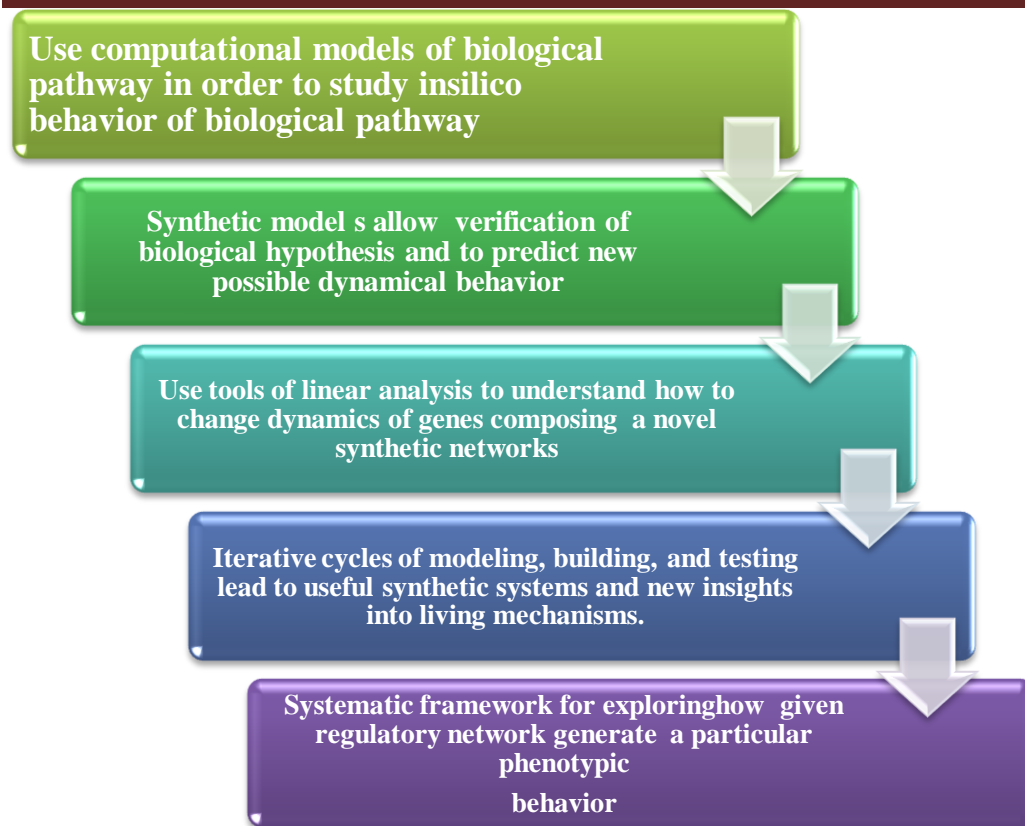 Use computational models of biological
pathway in order to study insilico
behavior of biological pathway
Synthetic model s allow verification of
biological hypothesis and to predict new
possible dynamical behavior
Use tools of linear analysis to understand how to
change dynamics of genes composing a novel
synthetic networks
Iterative cycles of modeling, building, and testing
lead to useful synthetic systems and new insights
into living mechanisms.
Systematic framework for exploringhow given
regulatory network generate a particular
phenotypic
behavior